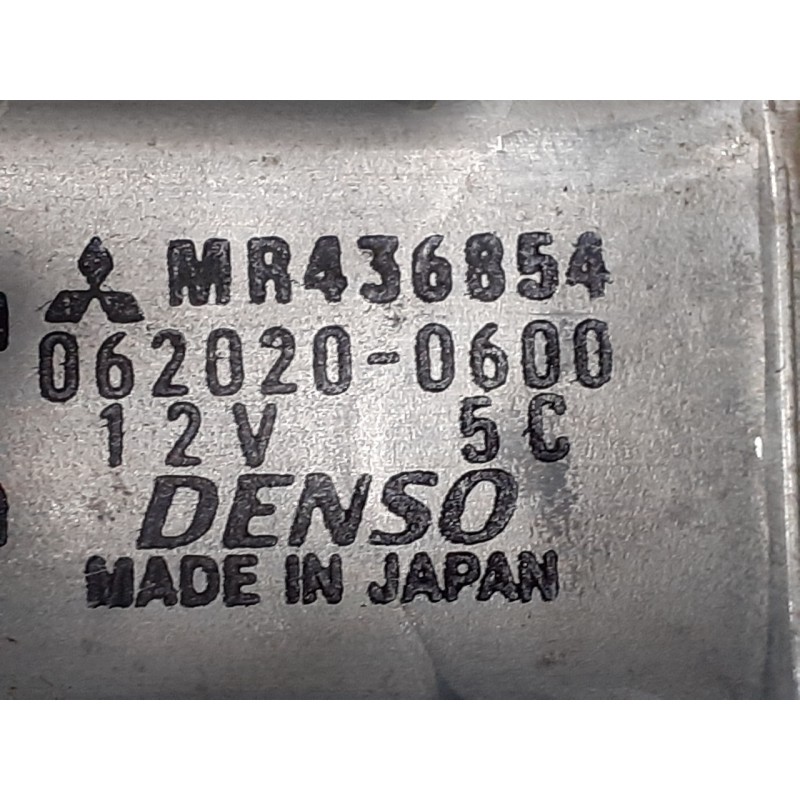 MR436854
062020-0600
12V 5C
DENSO
MADE IN JAPAN